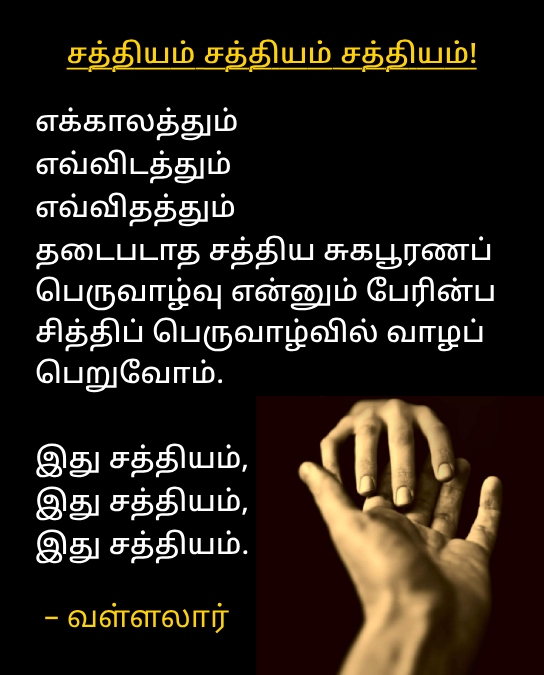 சத்தியம் சத்தியம் சத்தியம்!
எக்காலத்தும்
எவ்விடத்தும்
எவ்விதத்தும்
தடைபடாத சத்திய சுகபூரணப்
பெருவாழ்வு என்னும் பேரின்ப
சித்திப் பெருவாழ்வில் வாழப்
பெறுவோம்.
இது சத்தியம்,
இது சத்தியம்,
இது சத்தியம்.
– வள்ளலார்